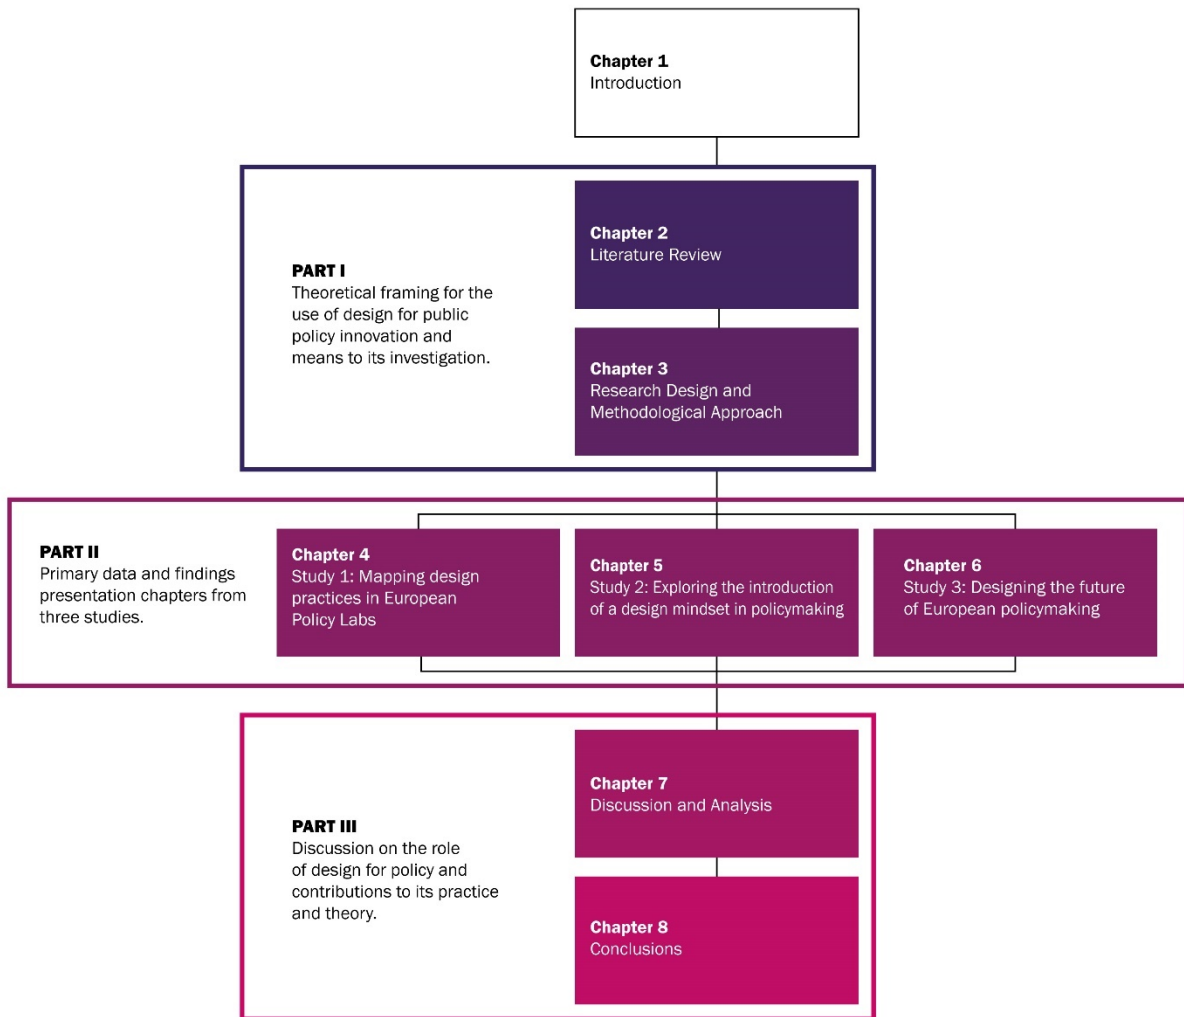 Chapter 1
Introduction
PART I
Theoretical framing for the
use of design for public
policy innovation and
means to its investigation.
Chapter 2
Literature Review
Chapter 3
Research Design and
Methodological Approach
PART II
Primary data and findings
presentation chapters from
three studies.
Chapter 4
Study 1: Mapping design
practices in European
Policy Labs
Chapter 5
Study 2: Exploring the introduction
of a design mindset in policymaking
Chapter 6
Study 3: Designing the future
of European policymaking
PART III
Discussion on the role
of design for policy and
contributions to its practice
and theory.
Chapter 7
Discussion and Analysis
Chapter 8
Conclusions